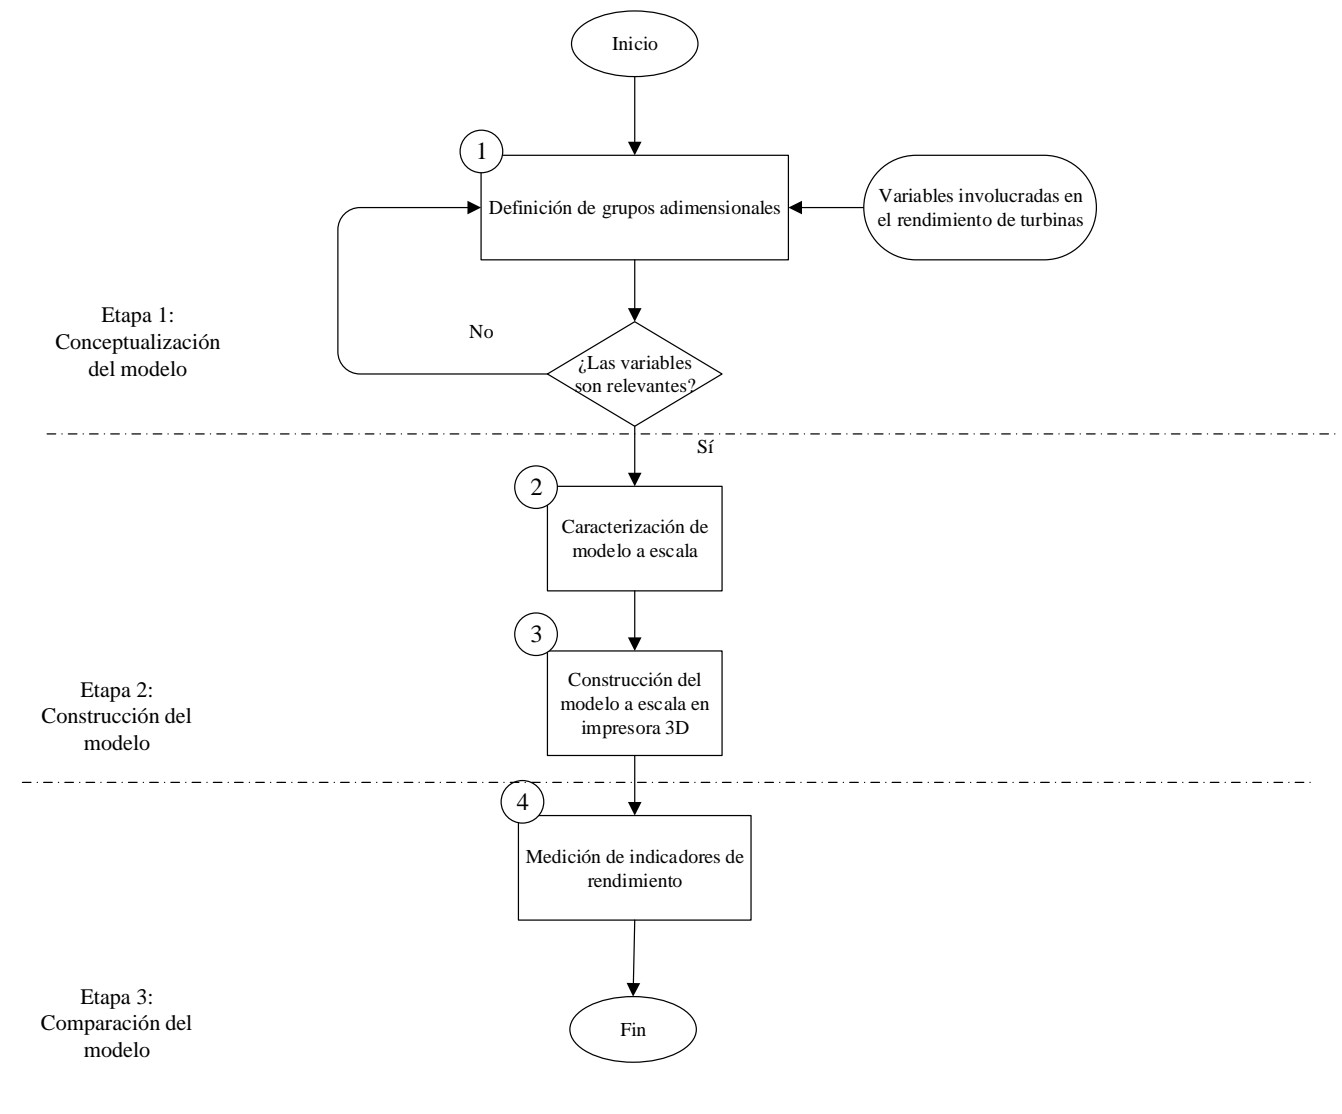 Inicio
1
Definición de grupos adimensionales
Variables involucradas en
el rendimiento de turbinas
Etapa 1:
Conceptualización
del modelo
No
¿Las variables
son relevantes?
Sí
2
Caracterización de
modelo a escala
3
Construcción del
modelo a escala en
impresora 3D
Etapa 2:
Construcción del
modelo
4
Medición de indicadores de
rendimiento
Etapa 3:
Comparación del
modelo
Fin